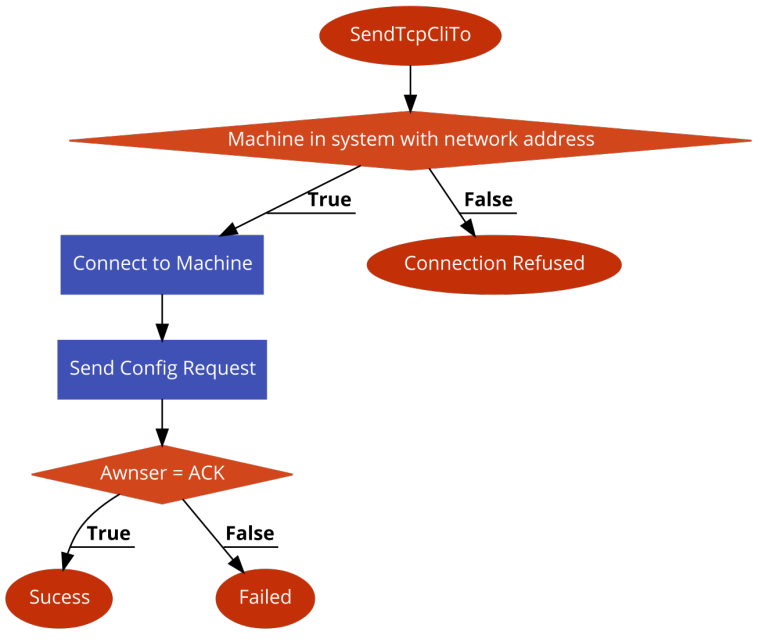 SendTcpCliTo
Machine in system with network address
True
False
Connect to Machine
Connection Refused
Send Config Request
Awnser = ACK
True
False
Sucess
Failed